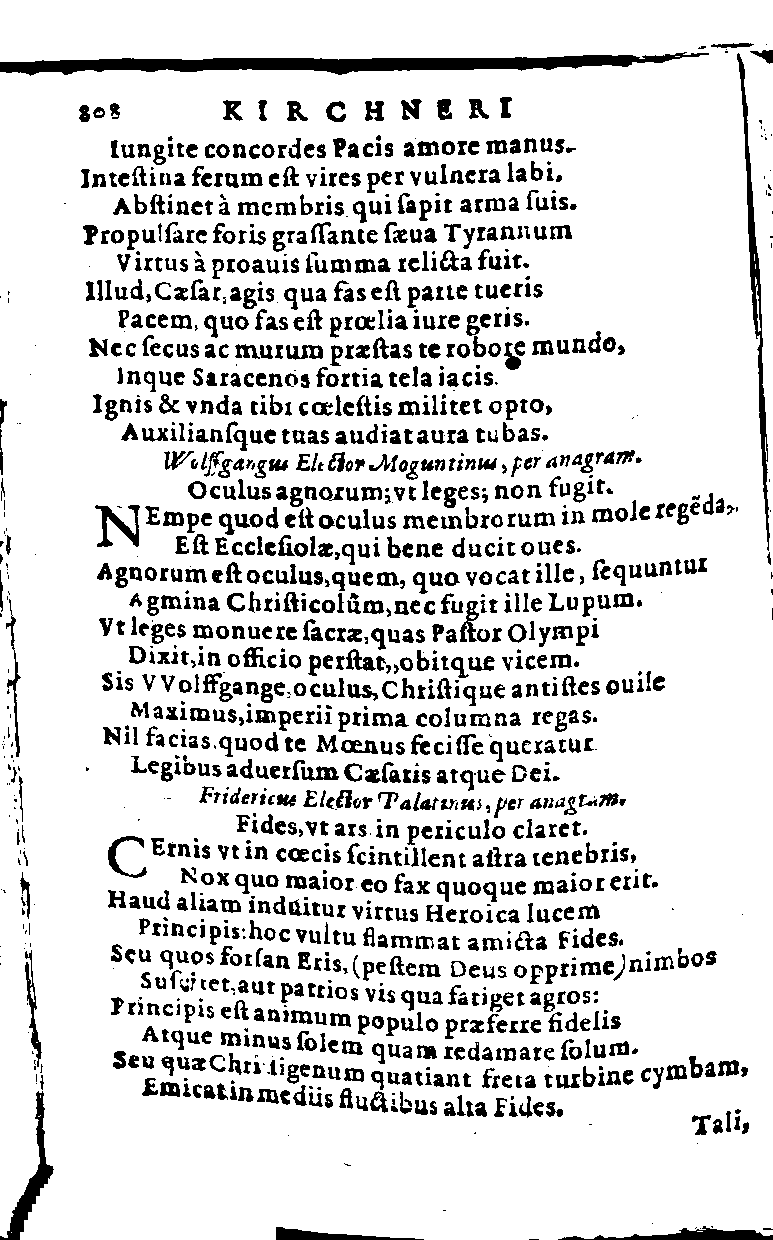 808 KIRCHNERI
Iungite concordes Pacis amore manus.
Inteſtina ferum eſt vires per vulnera labi,
Abſtinet à membris qui ſapit arma ſuis.
Propulſare foris graſſante ſæua Tyrannum
Virtus à proauis ſumma relicta fuit.
Illud, Cæſar, agis qua fas eſt parte tueris
Pacem, quo fas eſt prœlia iure geris.
Nec ſecus ac murum præſtas te robore mundo,
Inque Saracenos fortia tela iacis.
Ignis & vnda tibi cœleſtis militet opto,
Auxilianſque tuas audiat aura tubas.
Wolffgangus Elector Moguntinus, per anagram.
Oculus agnorum; vt leges; non fugit.
NEmpe quod eſt oculus membrorum in mole regẽda,
Eſt Eccleſiolæ, qui bene ducit oues.
Agnorum eſt oculus, quem, quo vocat ille, ſequuntur
Agmina Chriſticolûm, nec fugit ille Lupum.
Vt leges monuere ſacræ, quas Paſtor Olympi
Dixit, in officio perſtat,, obitque vicem.
Sis VVolffgange, oculus, Chriſtique antiſtes ouile
Maximus, imperii prima columna regas.
Nil facias, quod te Mœnus feciſſe queratur
Legibus aduerſum Cæſaris atque Dei.
Fridericus Elector Palatinus, per anagram.
Fides, vt ars in periculo claret.
CErnis vt in cœcis ſcintillent aſtra tenebris,
Nox quo maior eo fax quoque maior erit.
Haud aliam induitur virtus Heroica lucem
Principis: hoc vultu flammat amicta Fides.
Seu quos forſan Eris, (peſtem Deus opprime) nimbos
Suſcitet, aut patrios vis qua fatiget agros:
Principis eſt animum populo præferre fidelis
Atque minus ſolem quam redamare ſolum.
Seu quæ Chriſtigenum quatiant freta turbine cymbam,
Emicat in mediis fluctibus alta Fides.
Tali,